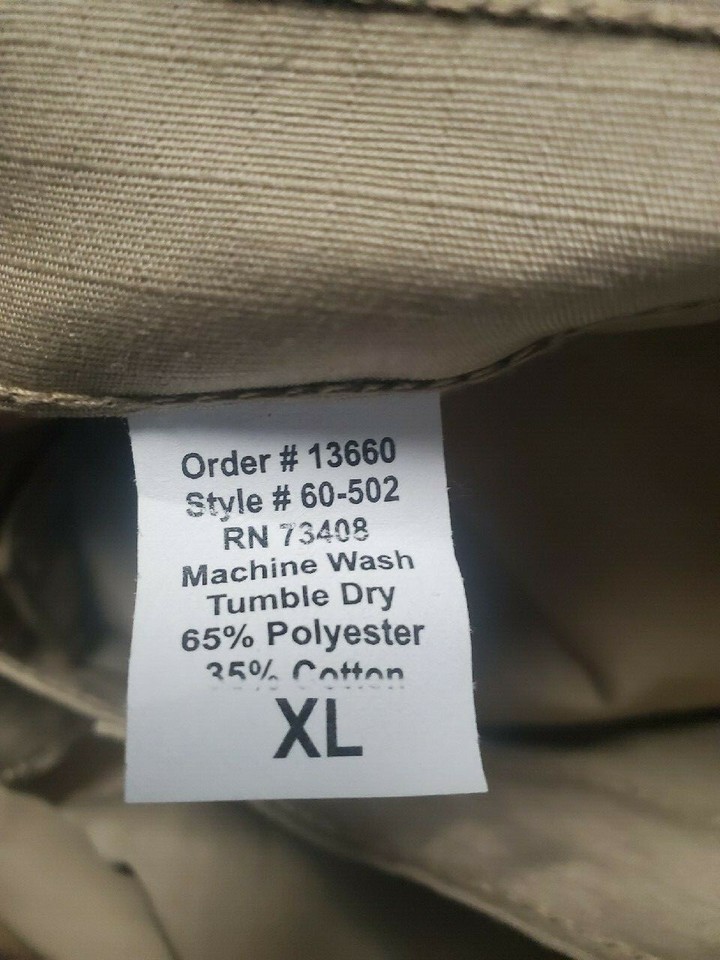 Order # 13660
Style # 60-502
RN 73408
Machine Wash
Tumble Dry
65% Polyester
35% Cotton
XL